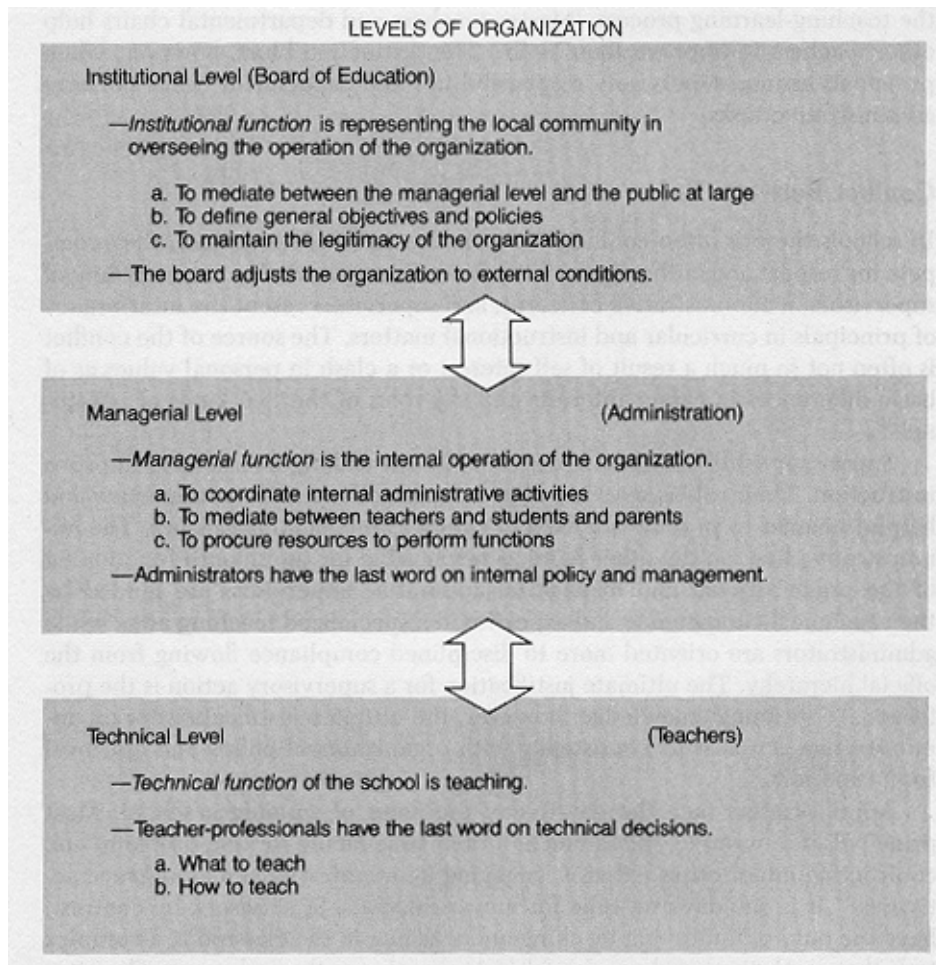 LEVELS OF ORGANIZATION
Institutional Level (Board of Education)
—Institutional function is representing the local community in
overseeing the operation of the organization.
a. To mediate between the managerial level and the public at large
b. To define general objectives and policies
c. To maintain the legitimacy of the organization
—The board adjusts the organization to external conditions.
Managerial Level (Administration)
—Managerial function is the internal operation of the organization.
a. To coordinate internal administrative activities
b. To mediate between teachers and students and parents
c. To procure resources to perform functions
—Administrators have the last word on internal policy and management.
Technical Level (Teachers)
—Technical function of the school is teaching.
—Teacher-professionals have the last word on technical decisions.
a. What to teach
b. How to teach